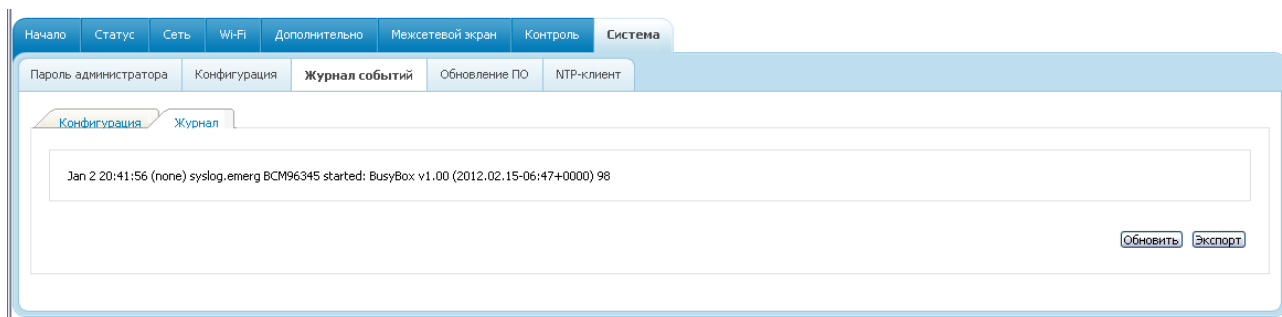 Начало Статус Сеть Wi-Fi Дополнительно Межсетевой экран Контроль Система
Пароль администратора Конфигурация Журнал событий Обновление ПО NTP-клиент
Конфигурация Журнал
Jan 2 20:41:56 (none) syslog.emerg BCM96345 started: BusyBox v1.00 (2012.02.15-06:47+0000) 98
Обновить Экспорт